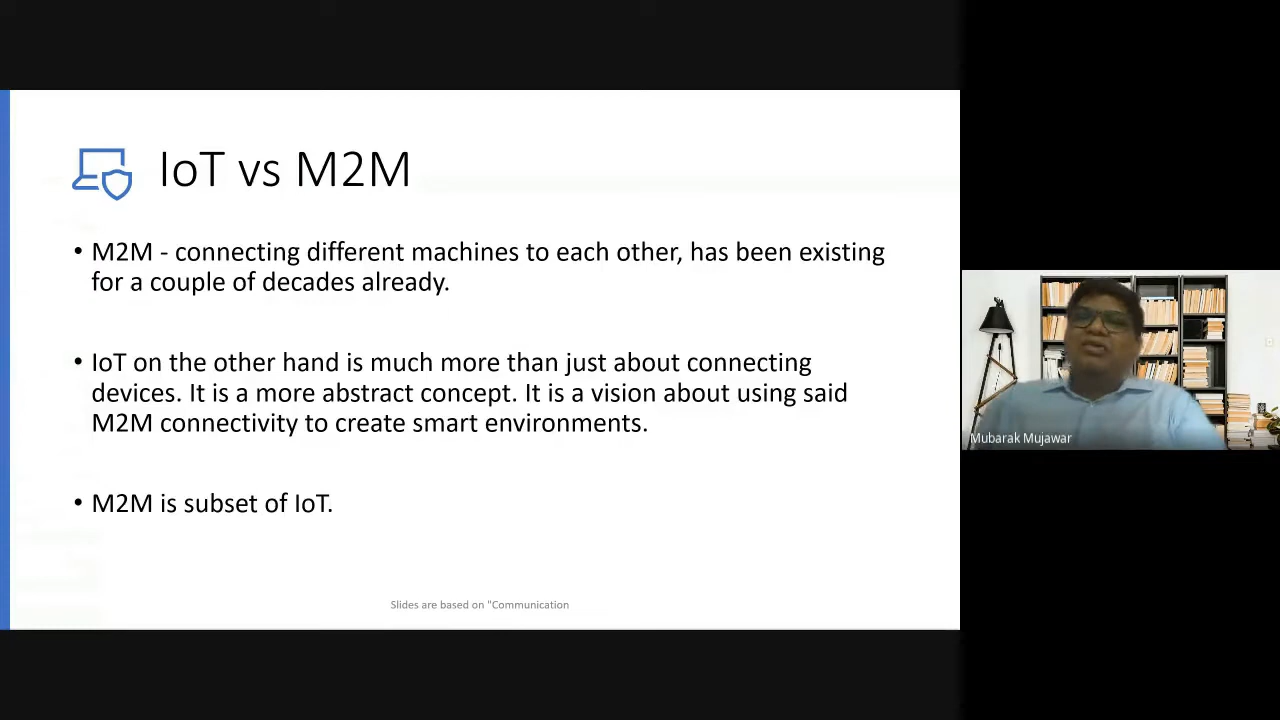 IoT vs M2M
• M2M - connecting different machines to each other, has been existing
for a couple of decades already.
• IoT on the other hand is much more than just about connecting
devices. It is a more abstract concept. It is a vision about using said
M2M connectivity to create smart environments.
• M2M is subset of IoT.
Slides are based on "Communication
Mubarak Mujawar